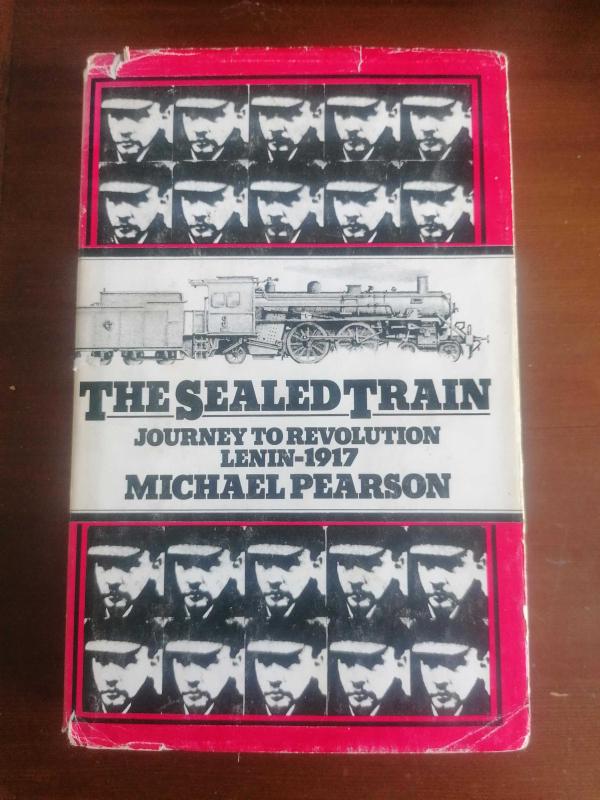 THE SEALED TRAIN
JOURNEY TO REVOLUTION
LENIN-1917
MICHAEL PEARSON